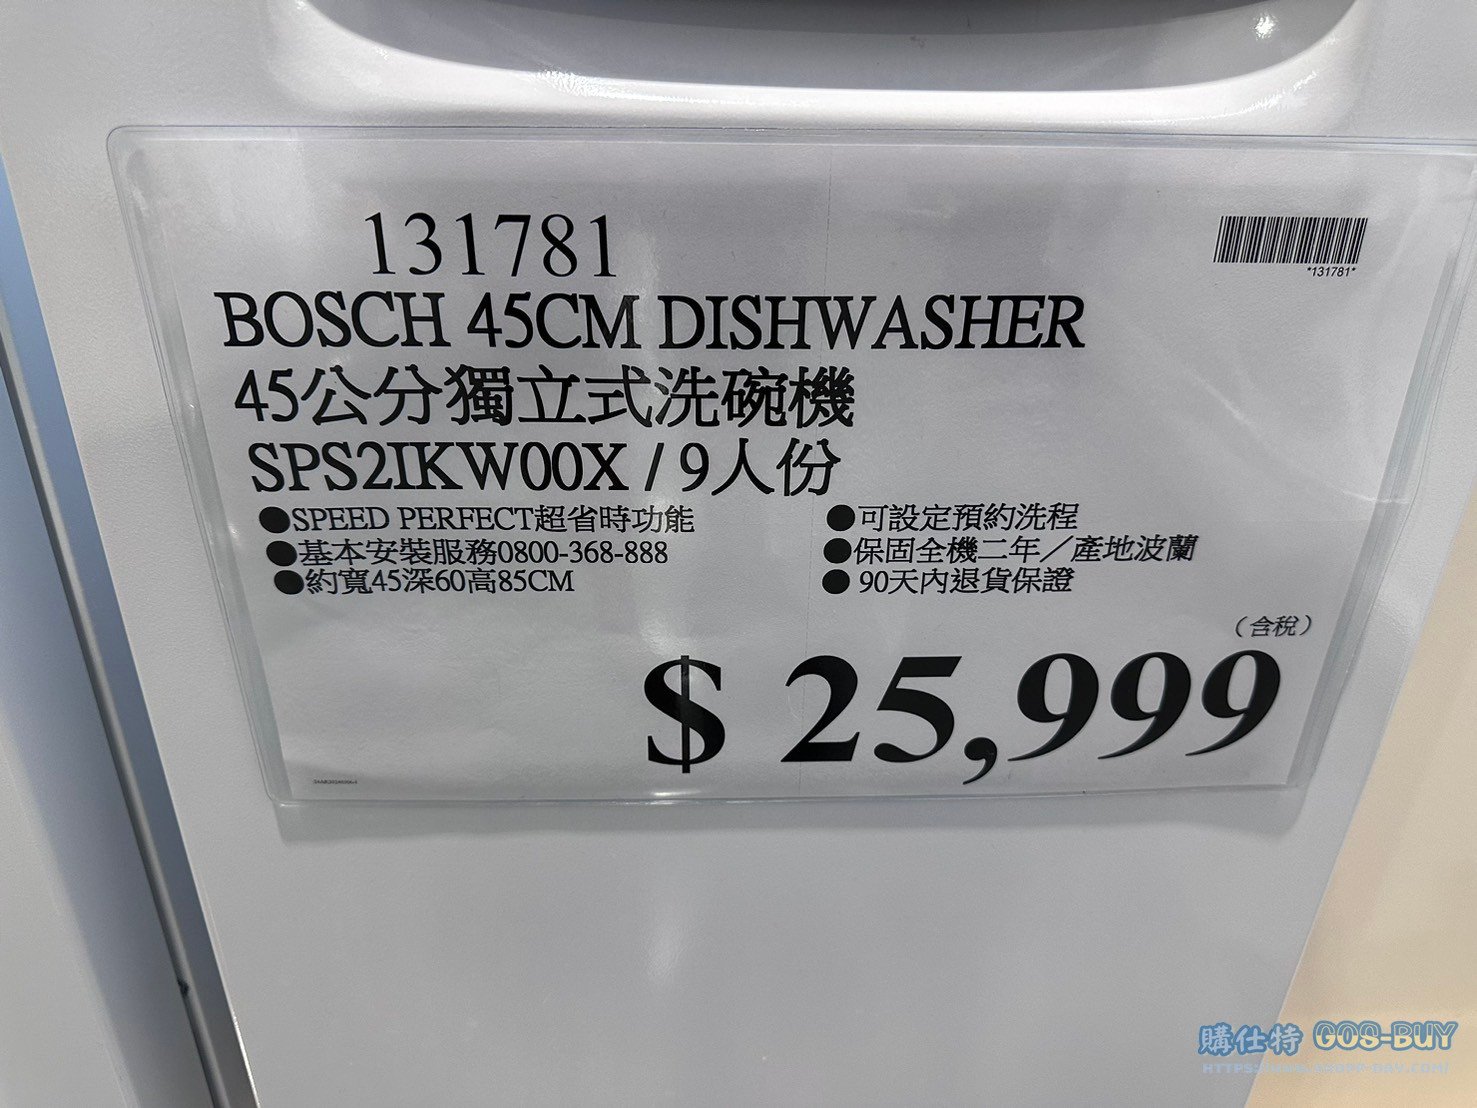 131781
*131781*
BOSCH 45CM DISHWASHER
45公分獨立式洗碗機
SPS2IKW00X / 9人份
●SPEED PERFECT超省時功能
●可設定預約洗程
●基本安裝服務0800-368-888
●保固全機二年／產地波蘭
●約寬45深60高85CM
● 90天內退貨保證
（含稅）
$ 25,999
購仕特 GOS-BUY